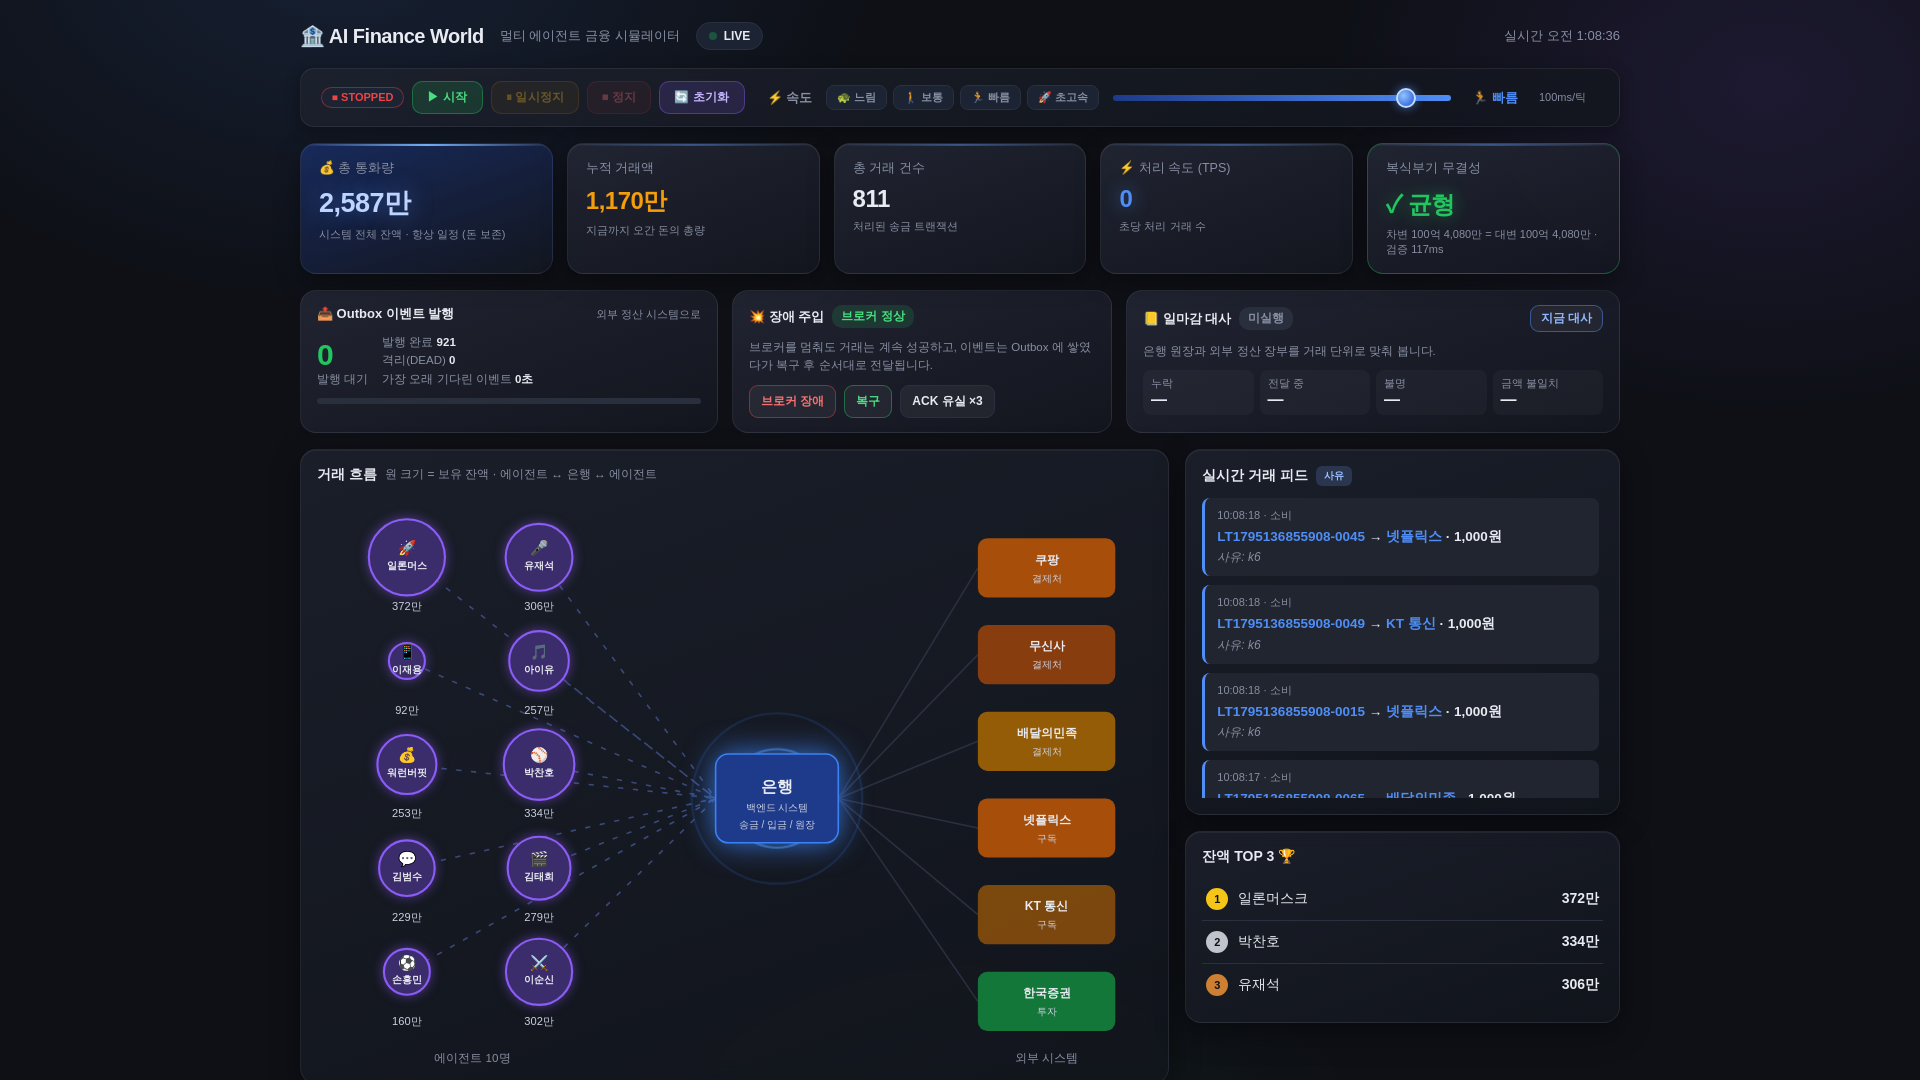 🏦 AI Finance World 멀티 에이전트 금융 시뮬레이터 LIVE 실시간 오전 1:08:36
■ STOPPED ▶ 시작 ⏸ 일시정지 ■ 정지 🔄 초기화 ⚡ 속도 🐢 느림 🚶 보통 🏃 빠름 🚀 초고속 🏃 빠름 100ms/틱
💰 총 통화량
2,587만
시스템 전체 잔액 · 항상 일정 (돈 보존)
누적 거래액
1,170만
지금까지 오간 돈의 총량
총 거래 건수
811
처리된 송금 트랜잭션
⚡ 처리 속도 (TPS)
0
초당 처리 거래 수
복식부기 무결성
✓ 균형
차변 100억 4,080만 = 대변 100억 4,080만 ·
검증 117ms
📤 Outbox 이벤트 발행 외부 정산 시스템으로
0
발행 대기
발행 완료 921
격리(DEAD) 0
가장 오래 기다린 이벤트 0초
💥 장애 주입 브로커 정상
브로커를 멈춰도 거래는 계속 성공하고, 이벤트는 Outbox 에 쌓였
다가 복구 후 순서대로 전달됩니다.
브로커 장애 복구 ACK 유실 ×3
📒 일마감 대사 미실행 지금 대사
은행 원장과 외부 정산 장부를 거래 단위로 맞춰 봅니다.
누락 전달 중 불명 금액 불일치
— — — —
거래 흐름 원 크기 = 보유 잔액 · 에이전트 ↔ 은행 ↔ 에이전트
🚀
일론머스
372만
🎤
유재석
306만
📱
이재용
92만
🎵
아이유
257만
💰
워런버핏
253만
⚾
박찬호
334만
💬
김범수
229만
🎬
김태희
279만
⚽
손흥민
160만
⚔️
이순신
302만
에이전트 10명
은행
백엔드 시스템
송금 / 입금 / 원장
쿠팡
결제처
무신사
결제처
배달의민족
결제처
넷플릭스
구독
KT 통신
구독
한국증권
투자
외부 시스템
실시간 거래 피드 사유
10:08:18 · 소비
LT1795136855908-0045 → 넷플릭스 · 1,000원
사유: k6
10:08:18 · 소비
LT1795136855908-0049 → KT 통신 · 1,000원
사유: k6
10:08:18 · 소비
LT1795136855908-0015 → 넷플릭스 · 1,000원
사유: k6
10:08:17 · 소비
LT1795136855908-0065 → 배달의민족 · 1,000원
잔액 TOP 3 🏆
1 일론머스크 372만
2 박찬호 334만
3 유재석 306만